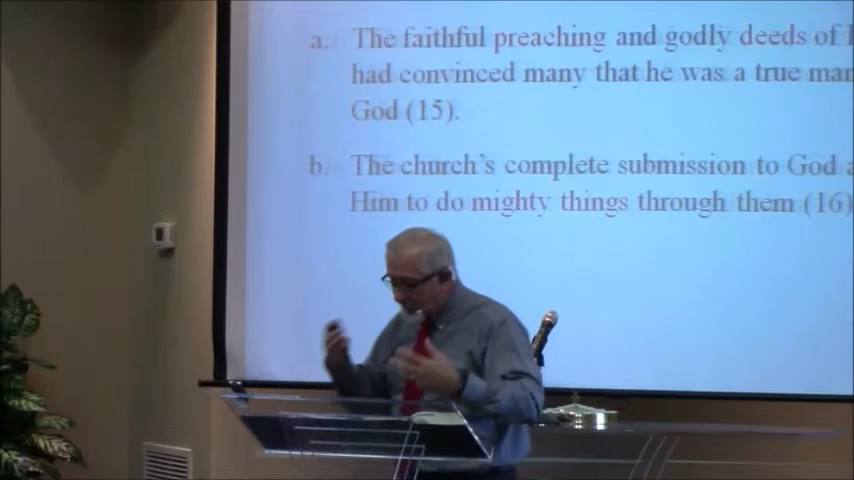 a. The faithful preaching and godly deeds of
had convinced many that he was a true man
God (15).
b. The church's complete submission to God
Him to do mighty things through them (16)